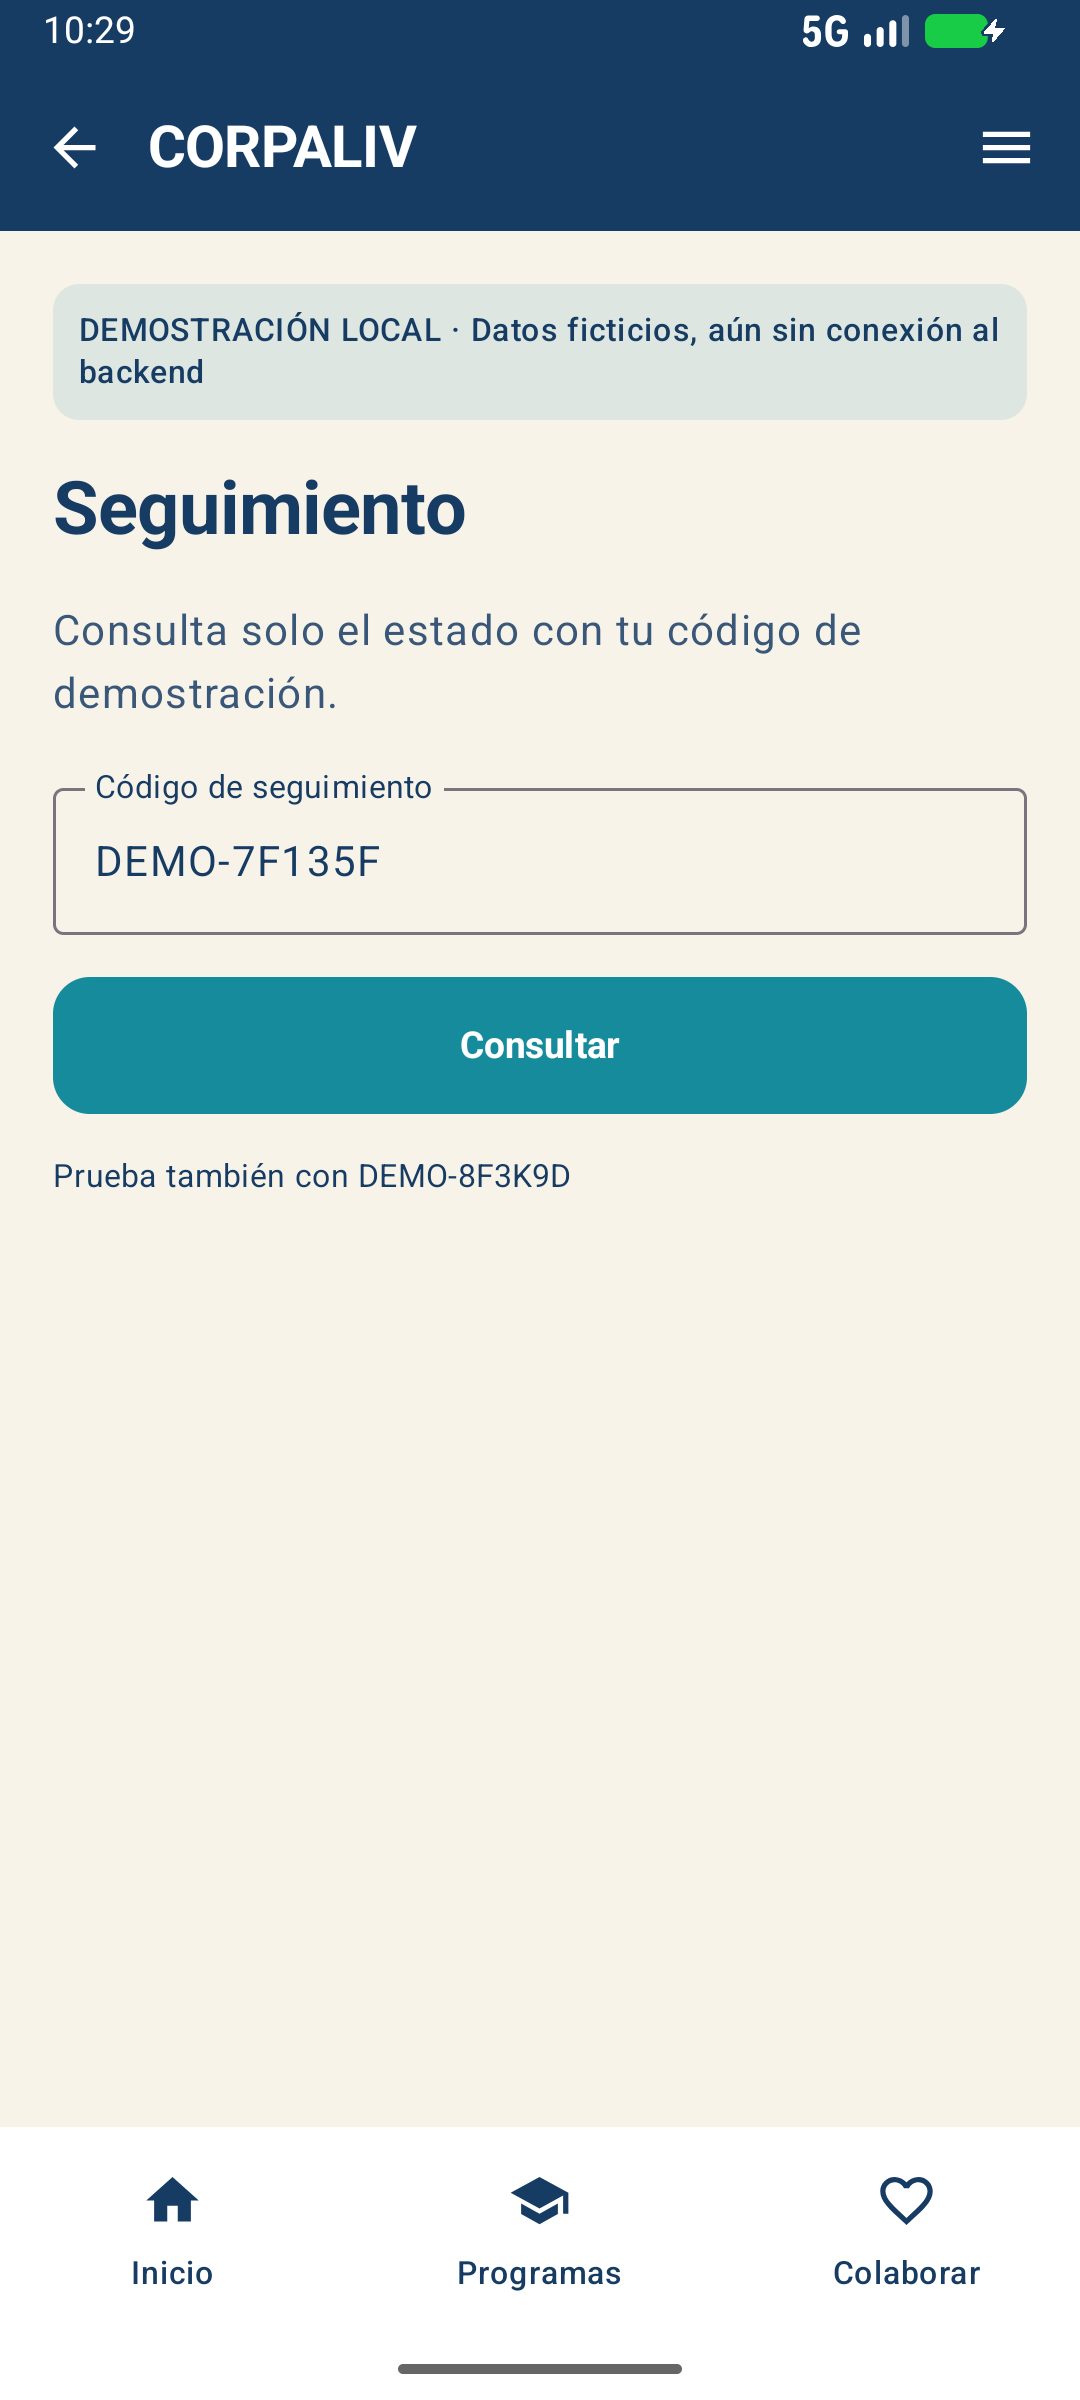 10:29
5G
CORPALIV
DEMOSTRACIÓN LOCAL · Datos ficticios, aún sin conexión al
backend
Seguimiento
Consulta solo el estado con tu código de
demostración.
Código de seguimiento
DEMO-7F135F
Consultar
Prueba también con DEMO-8F3K9D
Inicio
Programas
Colaborar